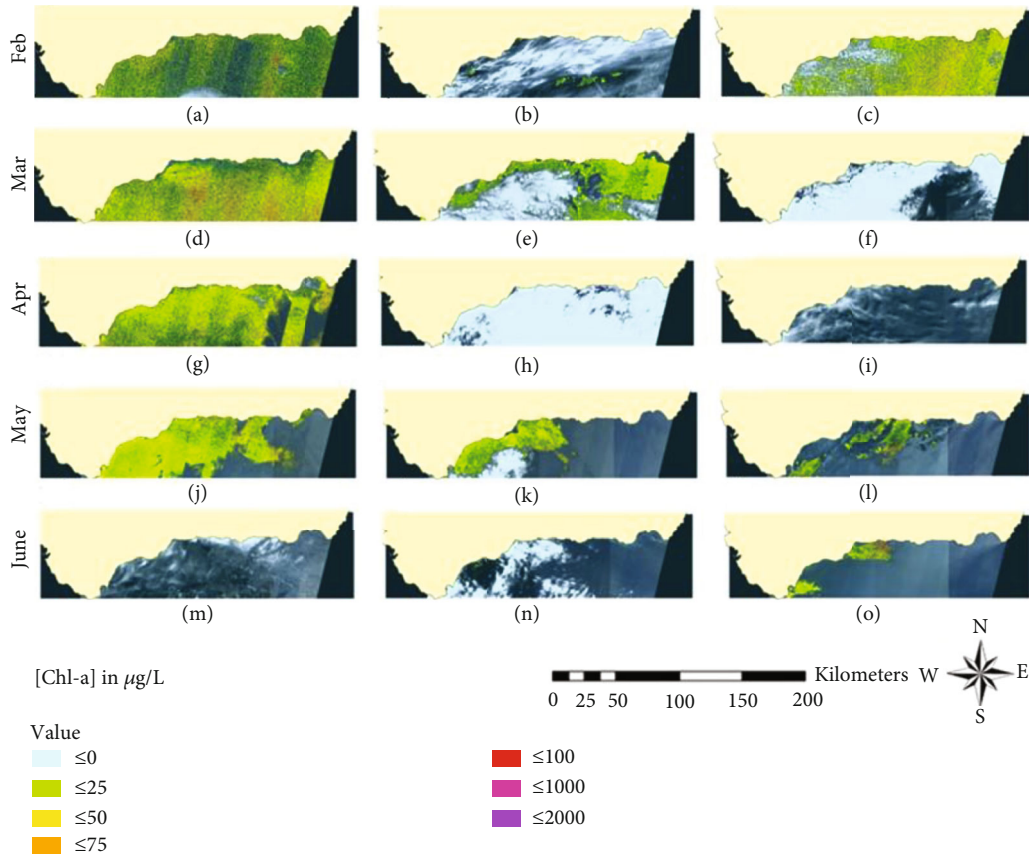 Feb
(a)
(b)
(c)
Mar
(d)
(e)
(f)
Apr
(g)
(h)
(i)
May
(j)
(k)
(l)
June
(m)
(n)
(o)
[Chl-a] in μg/L
Kilometers
0 25 50 100 150 200
N
W
E
S
Value
≤0
≤25
≤50
≤75
≤100
≤1000
≤2000